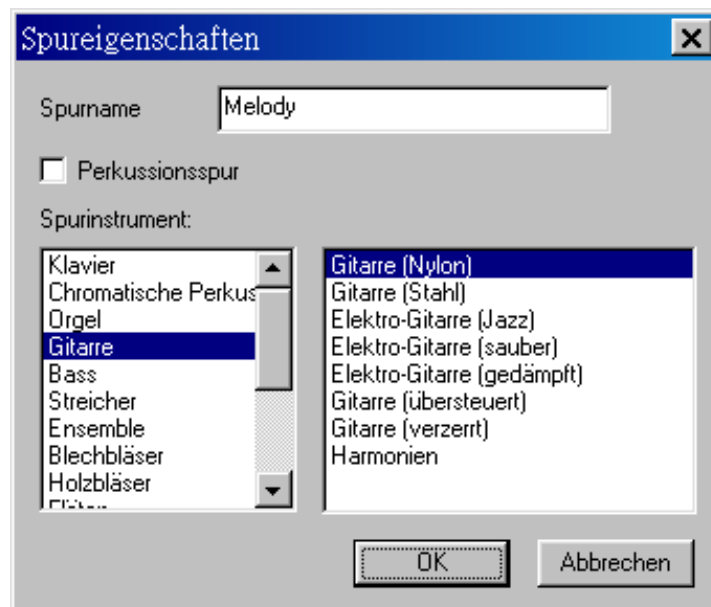 Spureigenschaften
Spurname Melody
Perkussionsspur
Spurinstrument:
Klavier
Chromatische Perkus
Orgel
Gitarre
Bass
Streicher
Ensemble
Blechbläser
Holzbläser
Gitarre (Nylon)
Gitarre (Stahl)
Elektro-Gitarre (Jazz)
Elektro-Gitarre (sauber)
Elektro-Gitarre (gedämpft)
Gitarre (übersteuert)
Gitarre (verzerrt)
Harmonien
OK Abbrechen